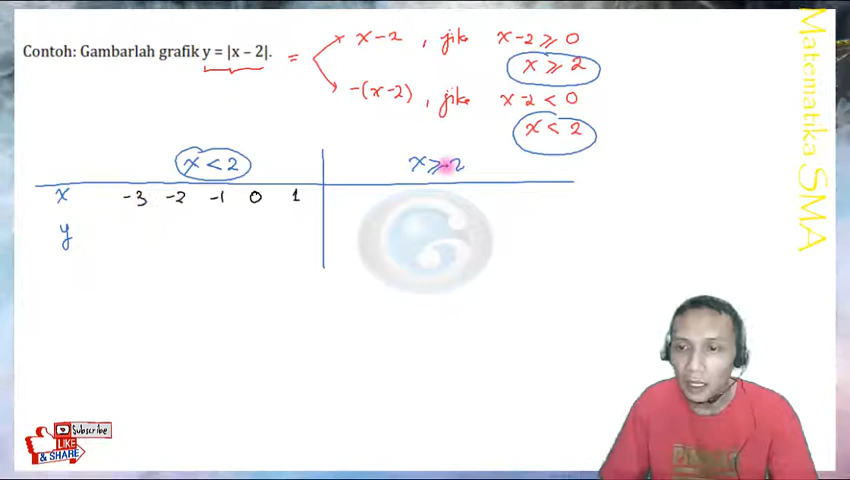 Contoh: Gambarlah grafik y = |x – 2|. =
x-2 , jika x-2 ≥ 0
x ≥ 2
-(x-2) , jika x-2 < 0
x < 2
x < 2 x ≥ 2
x -3 -2 -1 0 1
y
Matematika SMA
Subscribe
LIKE
& SHARE